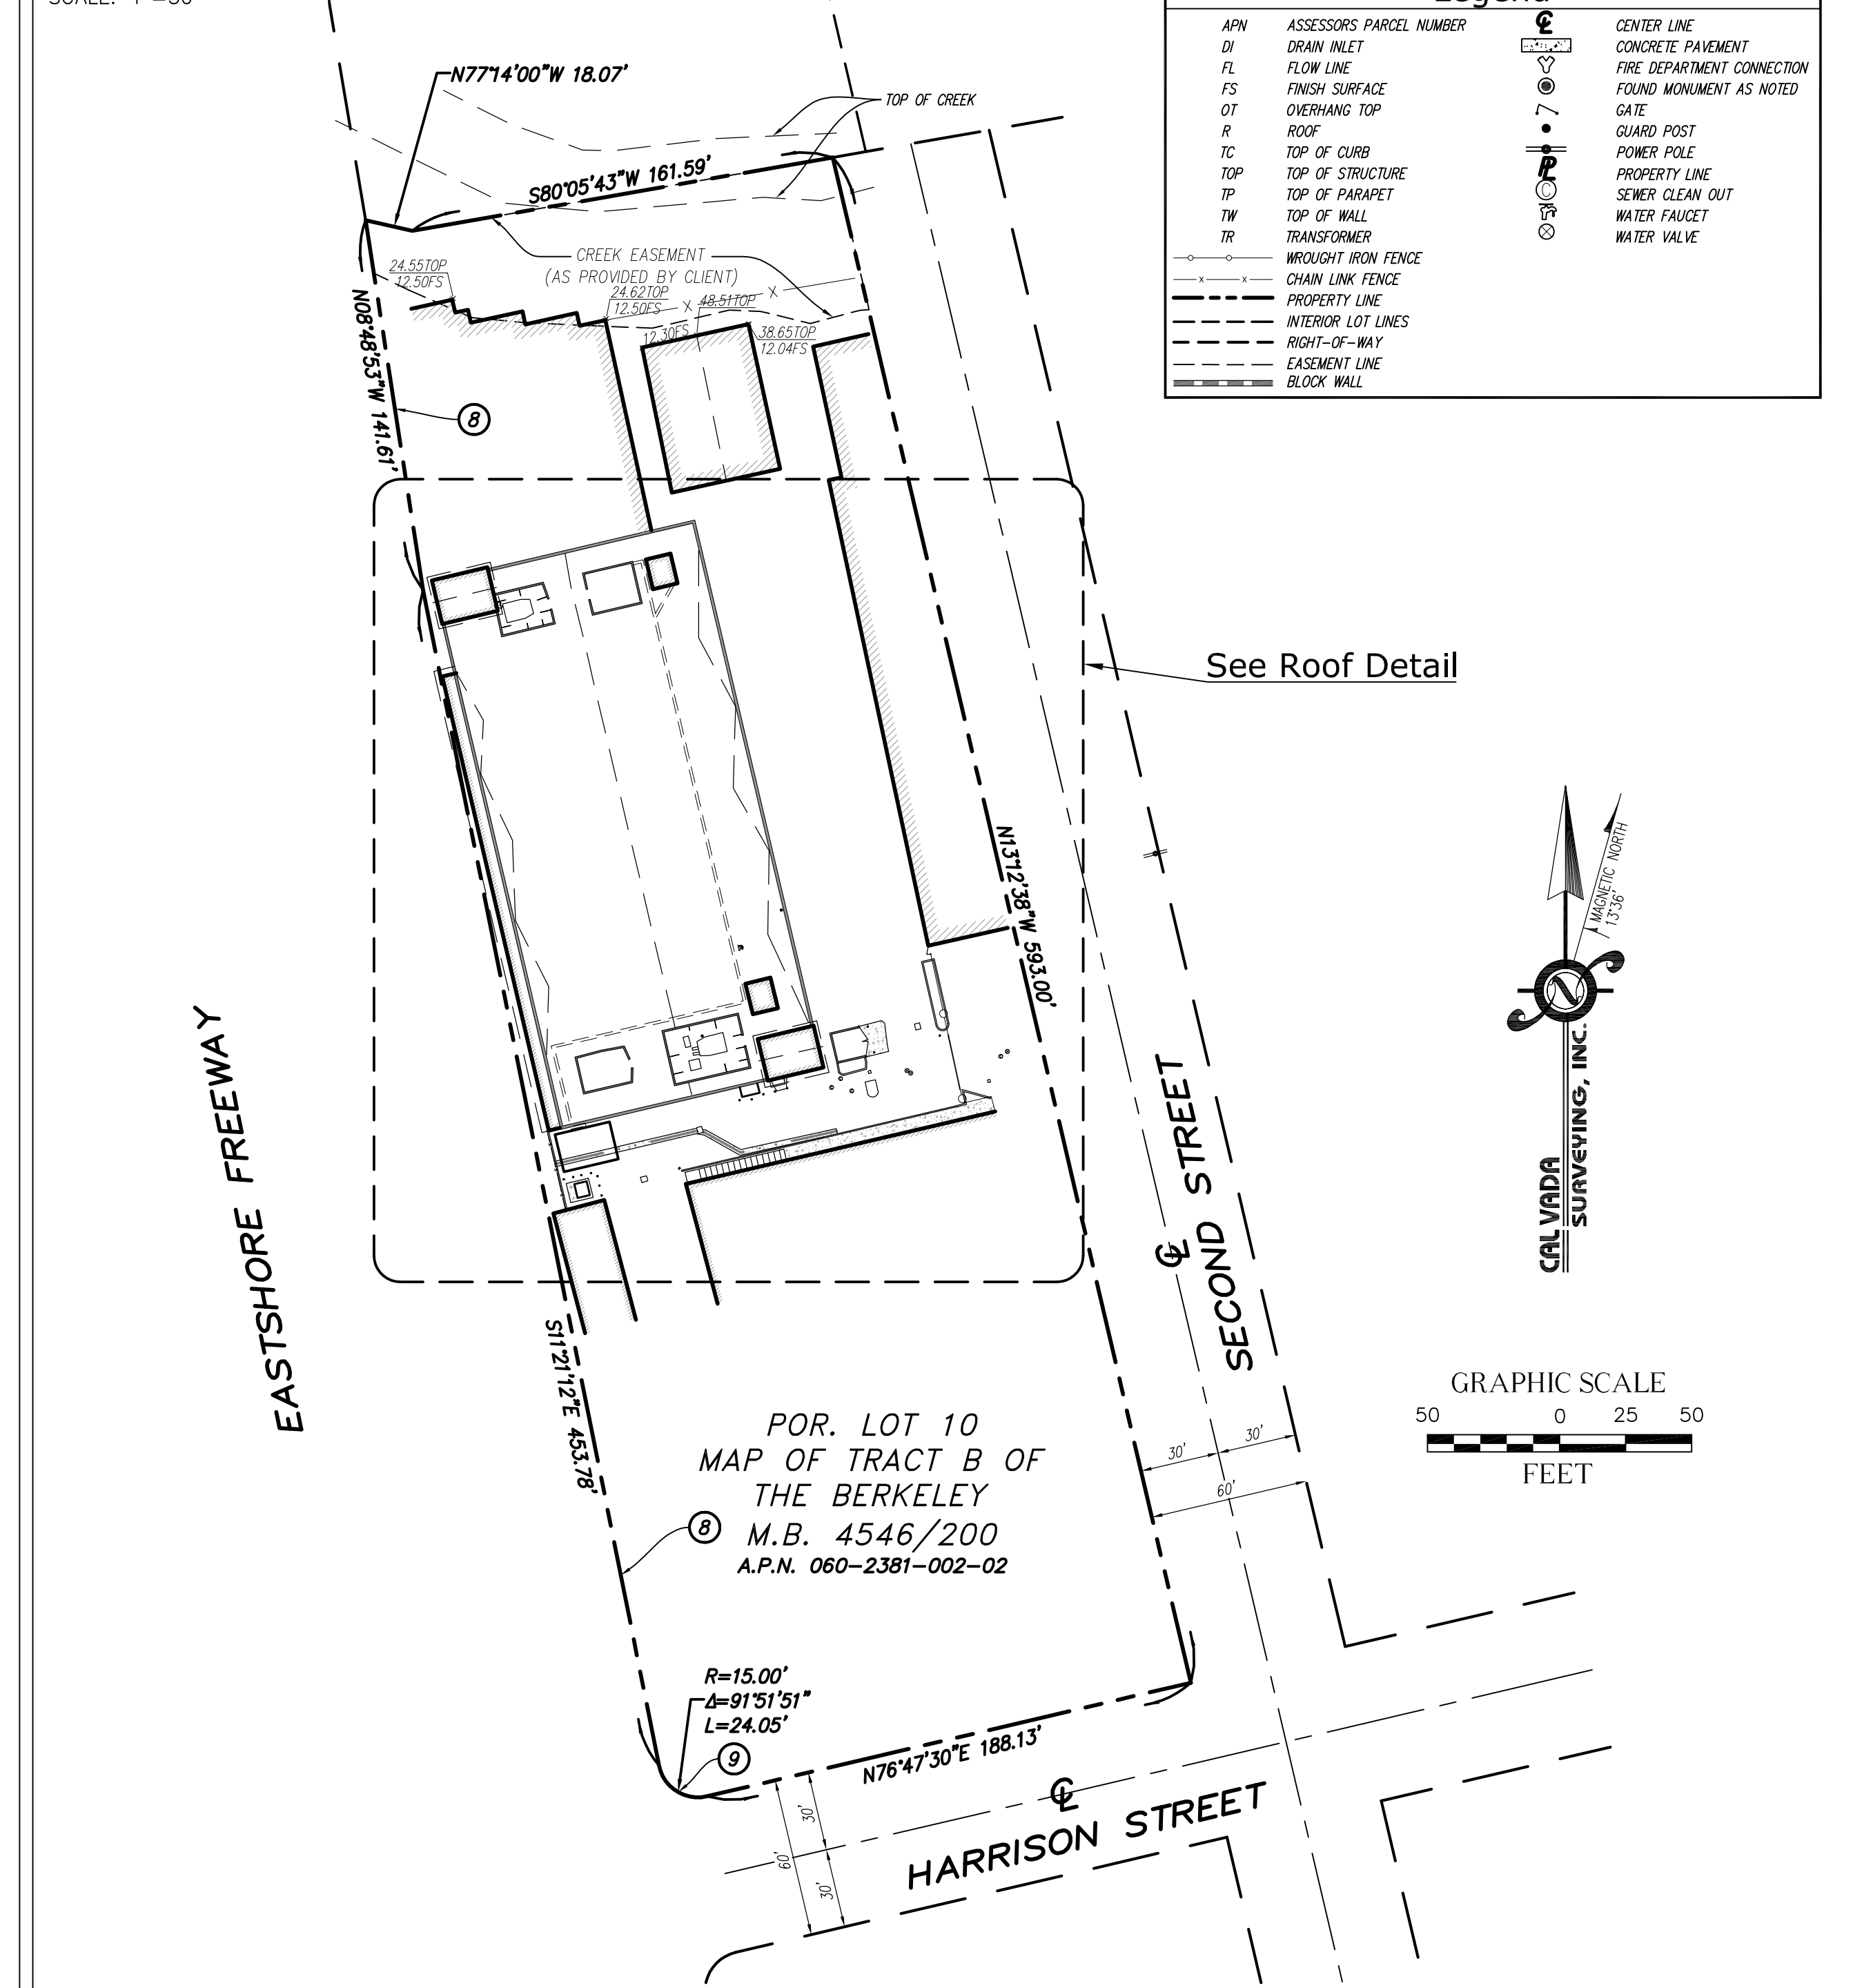 SCALE: 1"=50'
Legend
APN ASSESSORS PARCEL NUMBER
DI DRAIN INLET
FL FLOW LINE
FS FINISH SURFACE
OT OVERHANG TOP
R ROOF
TC TOP OF CURB
TOP TOP OF STRUCTURE
TP TOP OF PARAPET
TW TOP OF WALL
TR TRANSFORMER
WROUGHT IRON FENCE
CHAIN LINK FENCE
PROPERTY LINE
INTERIOR LOT LINES
RIGHT-OF-WAY
EASEMENT LINE
BLOCK WALL
CENTER LINE
CONCRETE PAVEMENT
FIRE DEPARTMENT CONNECTION
FOUND MONUMENT AS NOTED
GATE
GUARD POST
POWER POLE
PROPERTY LINE
SEWER CLEAN OUT
WATER FAUCET
WATER VALVE
N77°14'00"W 18.07'
TOP OF CREEK
S80°05'43"W 161.59'
CREEK EASEMENT
(AS PROVIDED BY CLIENT)
24.55TOP
12.50FS
24.62TOP
12.50FS
48.51TOP
12.30FS
38.65TOP
12.04FS
N08°48'53"W 141.61'
8
See Roof Detail
N13°12'38"W 593.00'
MAGNETIC NORTH
13°36'
CALVADA
SURVEYING, INC.
EASTSHORE FREEWAY
SECOND STREET
S11°21'12"E 453.78'
GRAPHIC SCALE
50 0 25 50
FEET
30'
30'
60'
POR. LOT 10
MAP OF TRACT B OF
THE BERKELEY
M.B. 4546/200
A.P.N. 060-2381-002-02
8
R=15.00'
Δ=91°51'51"
L=24.05'
9
N76°47'30"E 188.13'
30'
60'
30'
HARRISON STREET